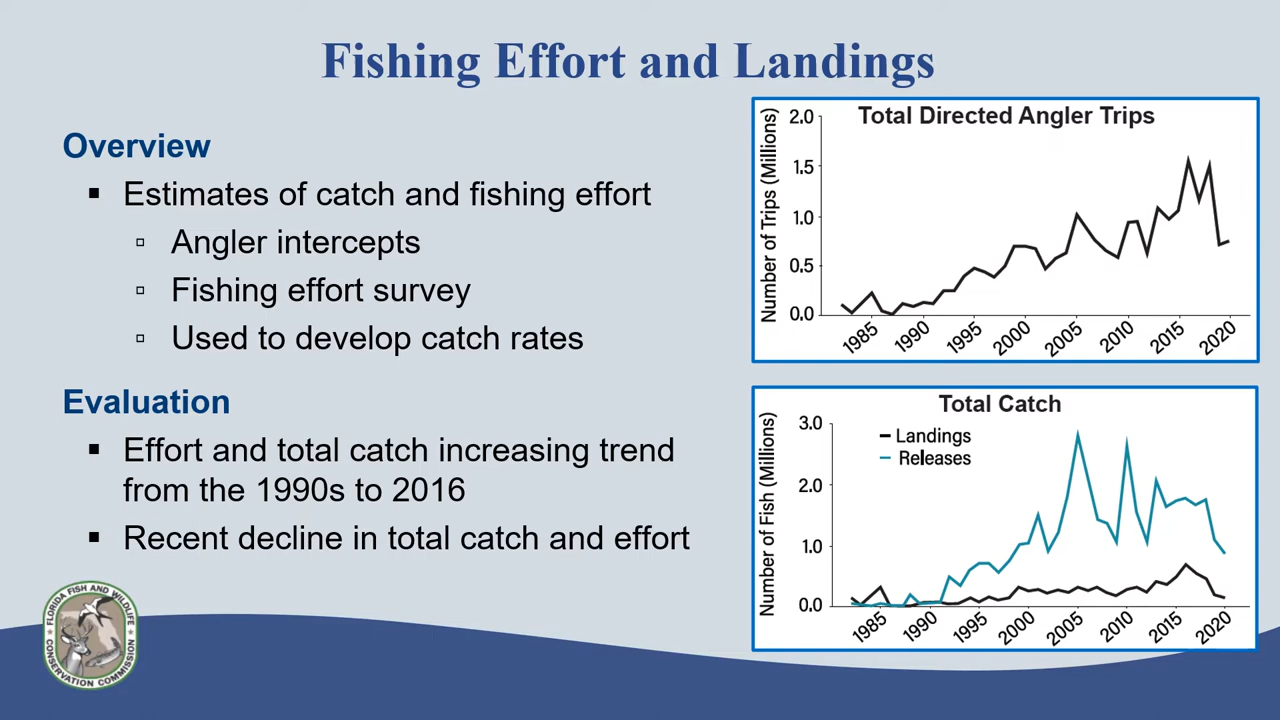 Fishing Effort and Landings
Overview
▪ Estimates of catch and fishing effort
▫ Angler intercepts
▫ Fishing effort survey
▫ Used to develop catch rates
Evaluation
▪ Effort and total catch increasing trend
from the 1990s to 2016
▪ Recent decline in total catch and effort
FLORIDA FISH AND WILDLIFE
CONSERVATION COMMISSION
Total Directed Angler Trips
Number of Trips (Millions)
2.0
1.5
1.0
0.5
0.0
1985 1990 1995 2000 2005 2010 2015 2020
Total Catch
Number of Fish (Millions)
3.0
2.0
1.0
0.0
Landings
Releases
1985 1990 1995 2000 2005 2010 2015 2020